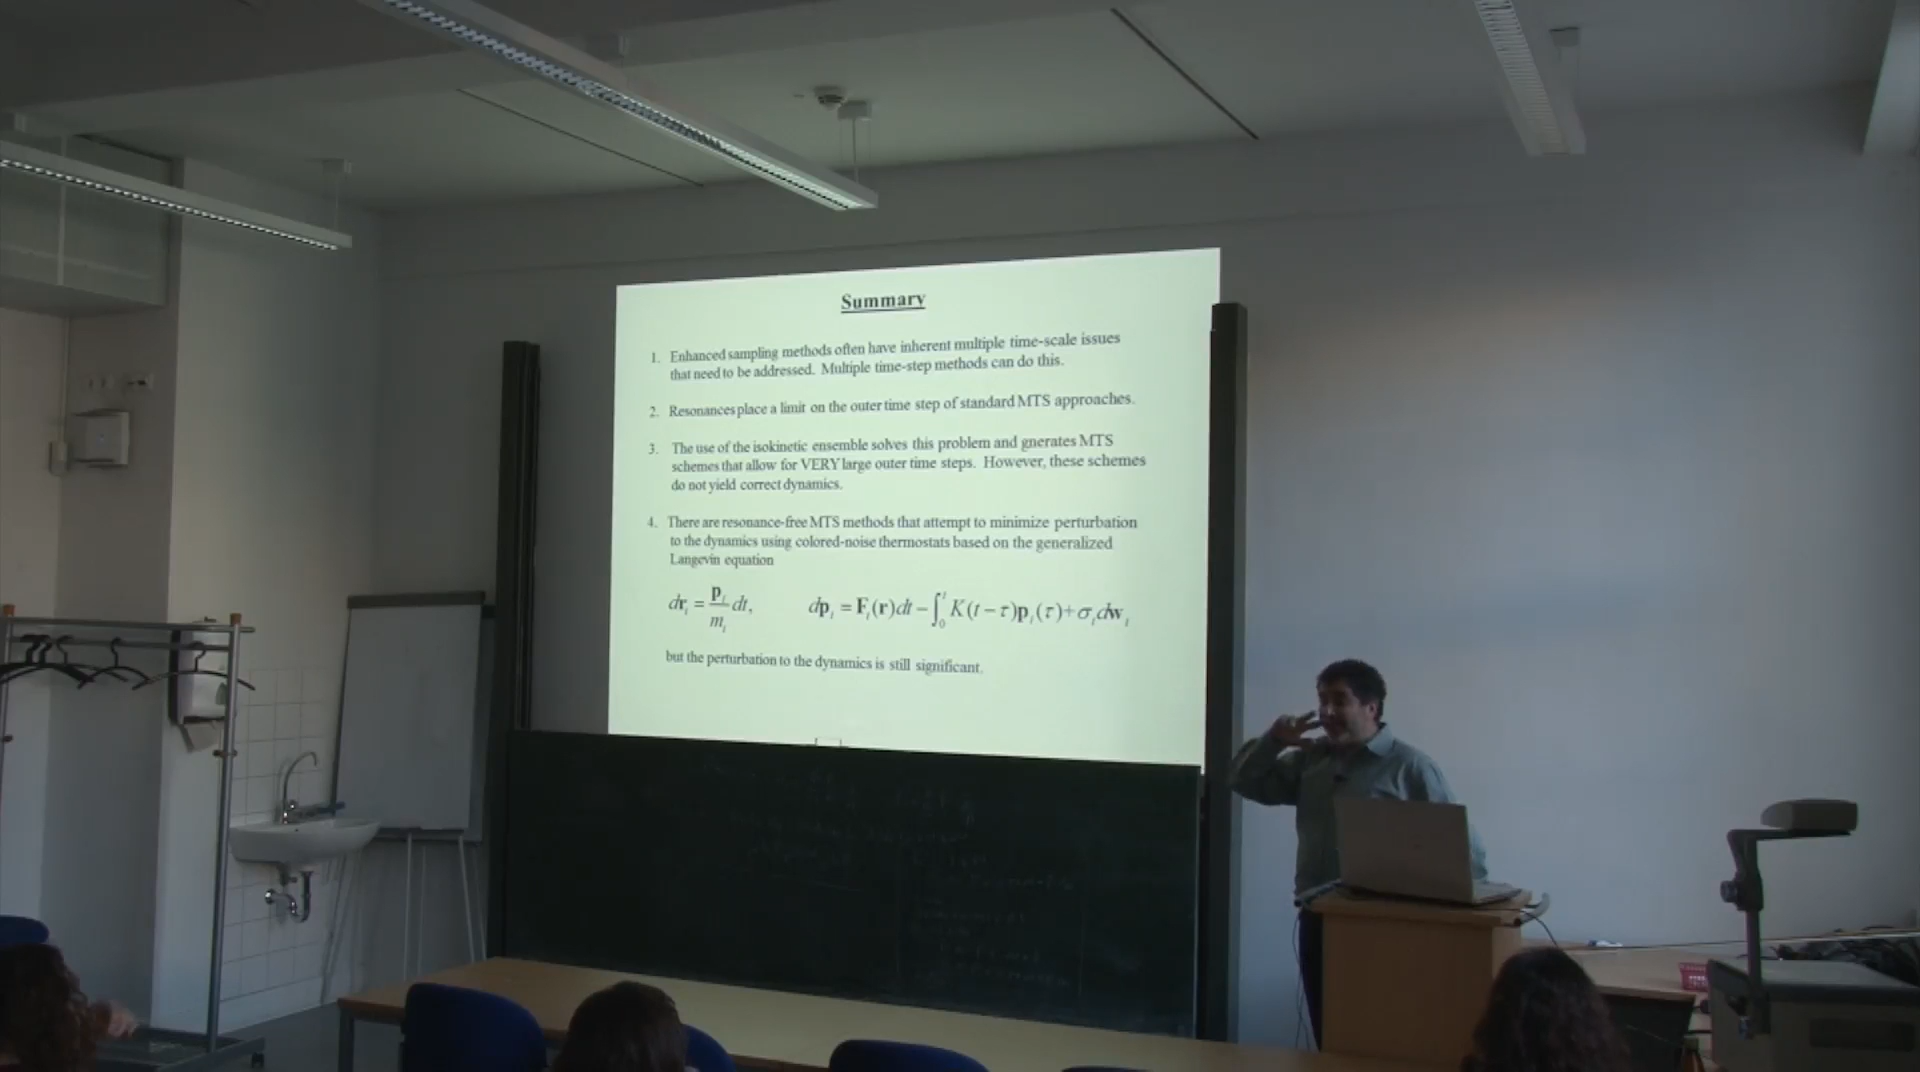 Summary
1. Enhanced sampling methods often have inherent multiple time-scale issues
that need to be addressed. Multiple time-step methods can do this.
2. Resonances place a limit on the outer time step of standard MTS approaches.
3. The use of the isokinetic ensemble solves this problem and gnerates MTS
schemes that allow for VERY large outer time steps. However, these schemes
do not yield correct dynamics.
4. There are resonance-free MTS methods that attempt to minimize perturbation
to the dynamics using colored-noise thermostats based on the generalized
Langevin equation
dr_i = p_i/m_i dt, dp_i = F_i(r)dt − ∫_0^t K(t−τ)p_i(τ)+σ_i dw_i
but the perturbation to the dynamics is still significant.